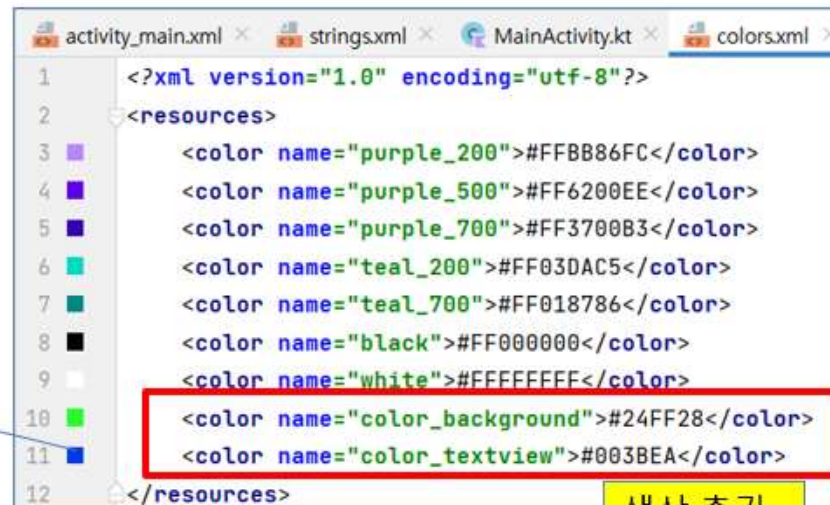 activity_main.xml strings.xml MainActivity.kt colors.xml
1 <?xml version="1.0" encoding="utf-8"?>
2 <resources>
3 <color name="purple_200">#FFBB86FC</color>
4 <color name="purple_500">#FF6200EE</color>
5 <color name="purple_700">#FF3700B3</color>
6 <color name="teal_200">#FF03DAC5</color>
7 <color name="teal_700">#FF018786</color>
8 <color name="black">#FF000000</color>
9 <color name="white">#FFFFFFFF</color>
10 <color name="color_background">#24FF28</color>
11 <color name="color_textview">#003BEA</color>
12 </resources>